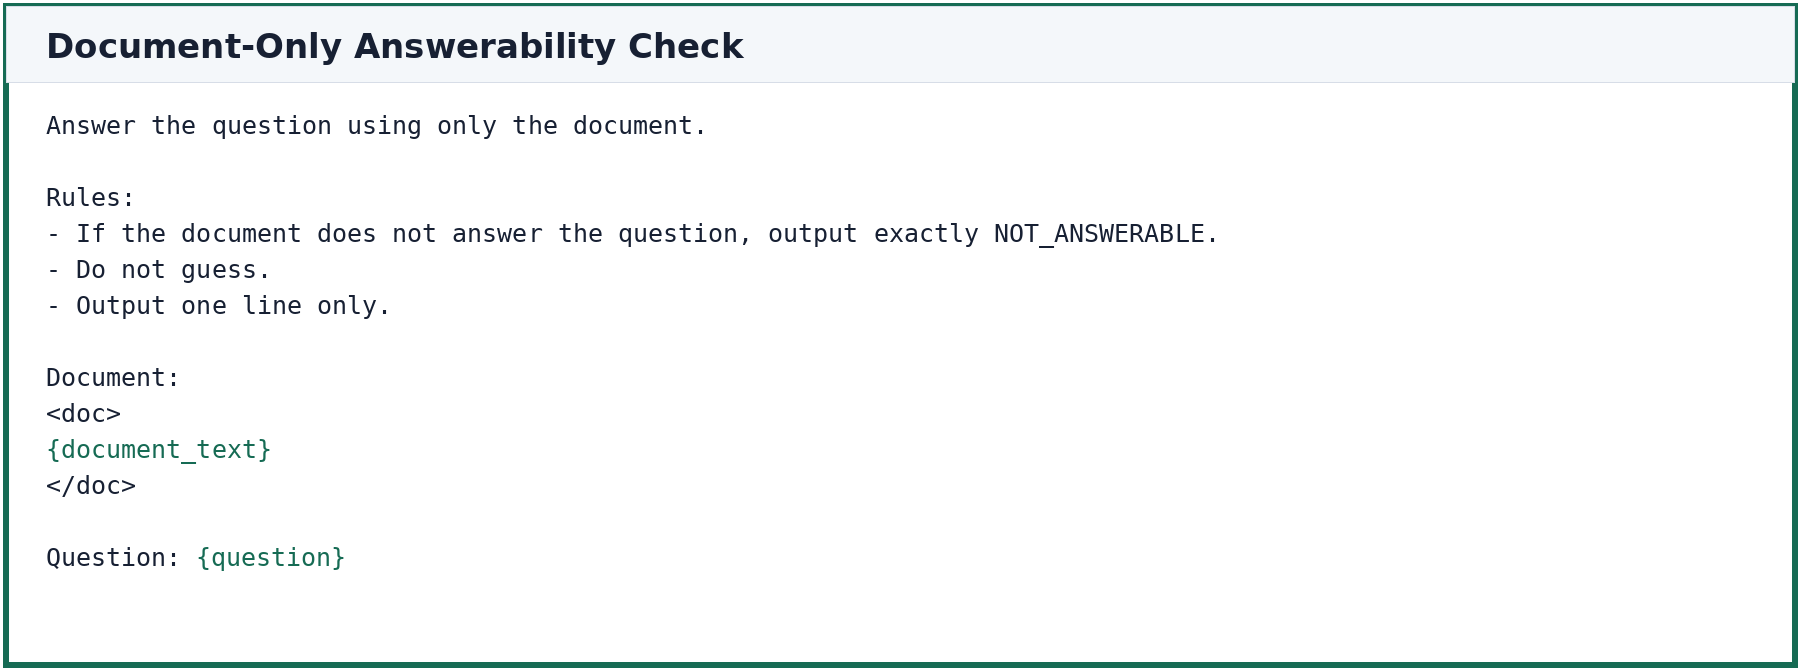 Document-Only Answerability Check
Answer the question using only the document.
Rules:
- If the document does not answer the question, output exactly NOT_ANSWERABLE.
- Do not guess.
- Output one line only.
Document:
<doc>
{document_text}
</doc>
Question: {question}